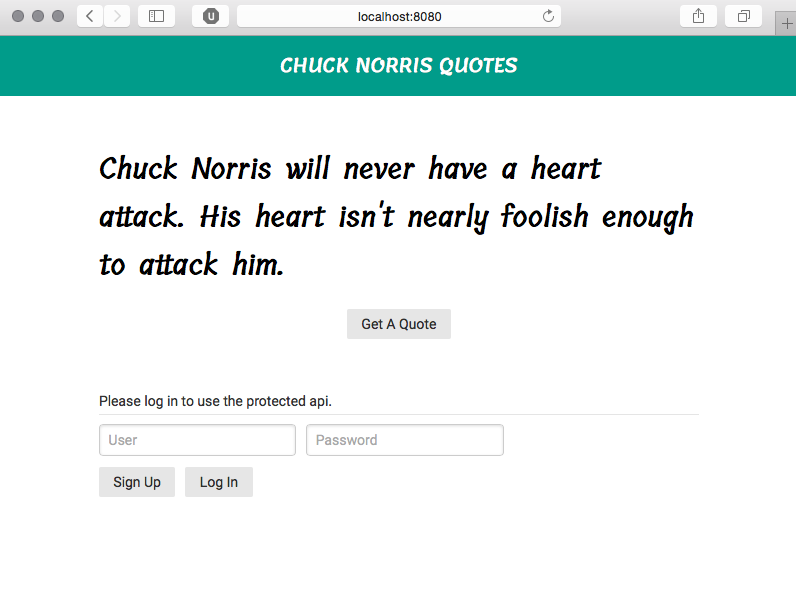 localhost:8080
CHUCK NORRIS QUOTES
Chuck Norris will never have a heart
attack. His heart isn't nearly foolish enough
to attack him.
Get A Quote
Please log in to use the protected api.
User Password
Sign Up Log In